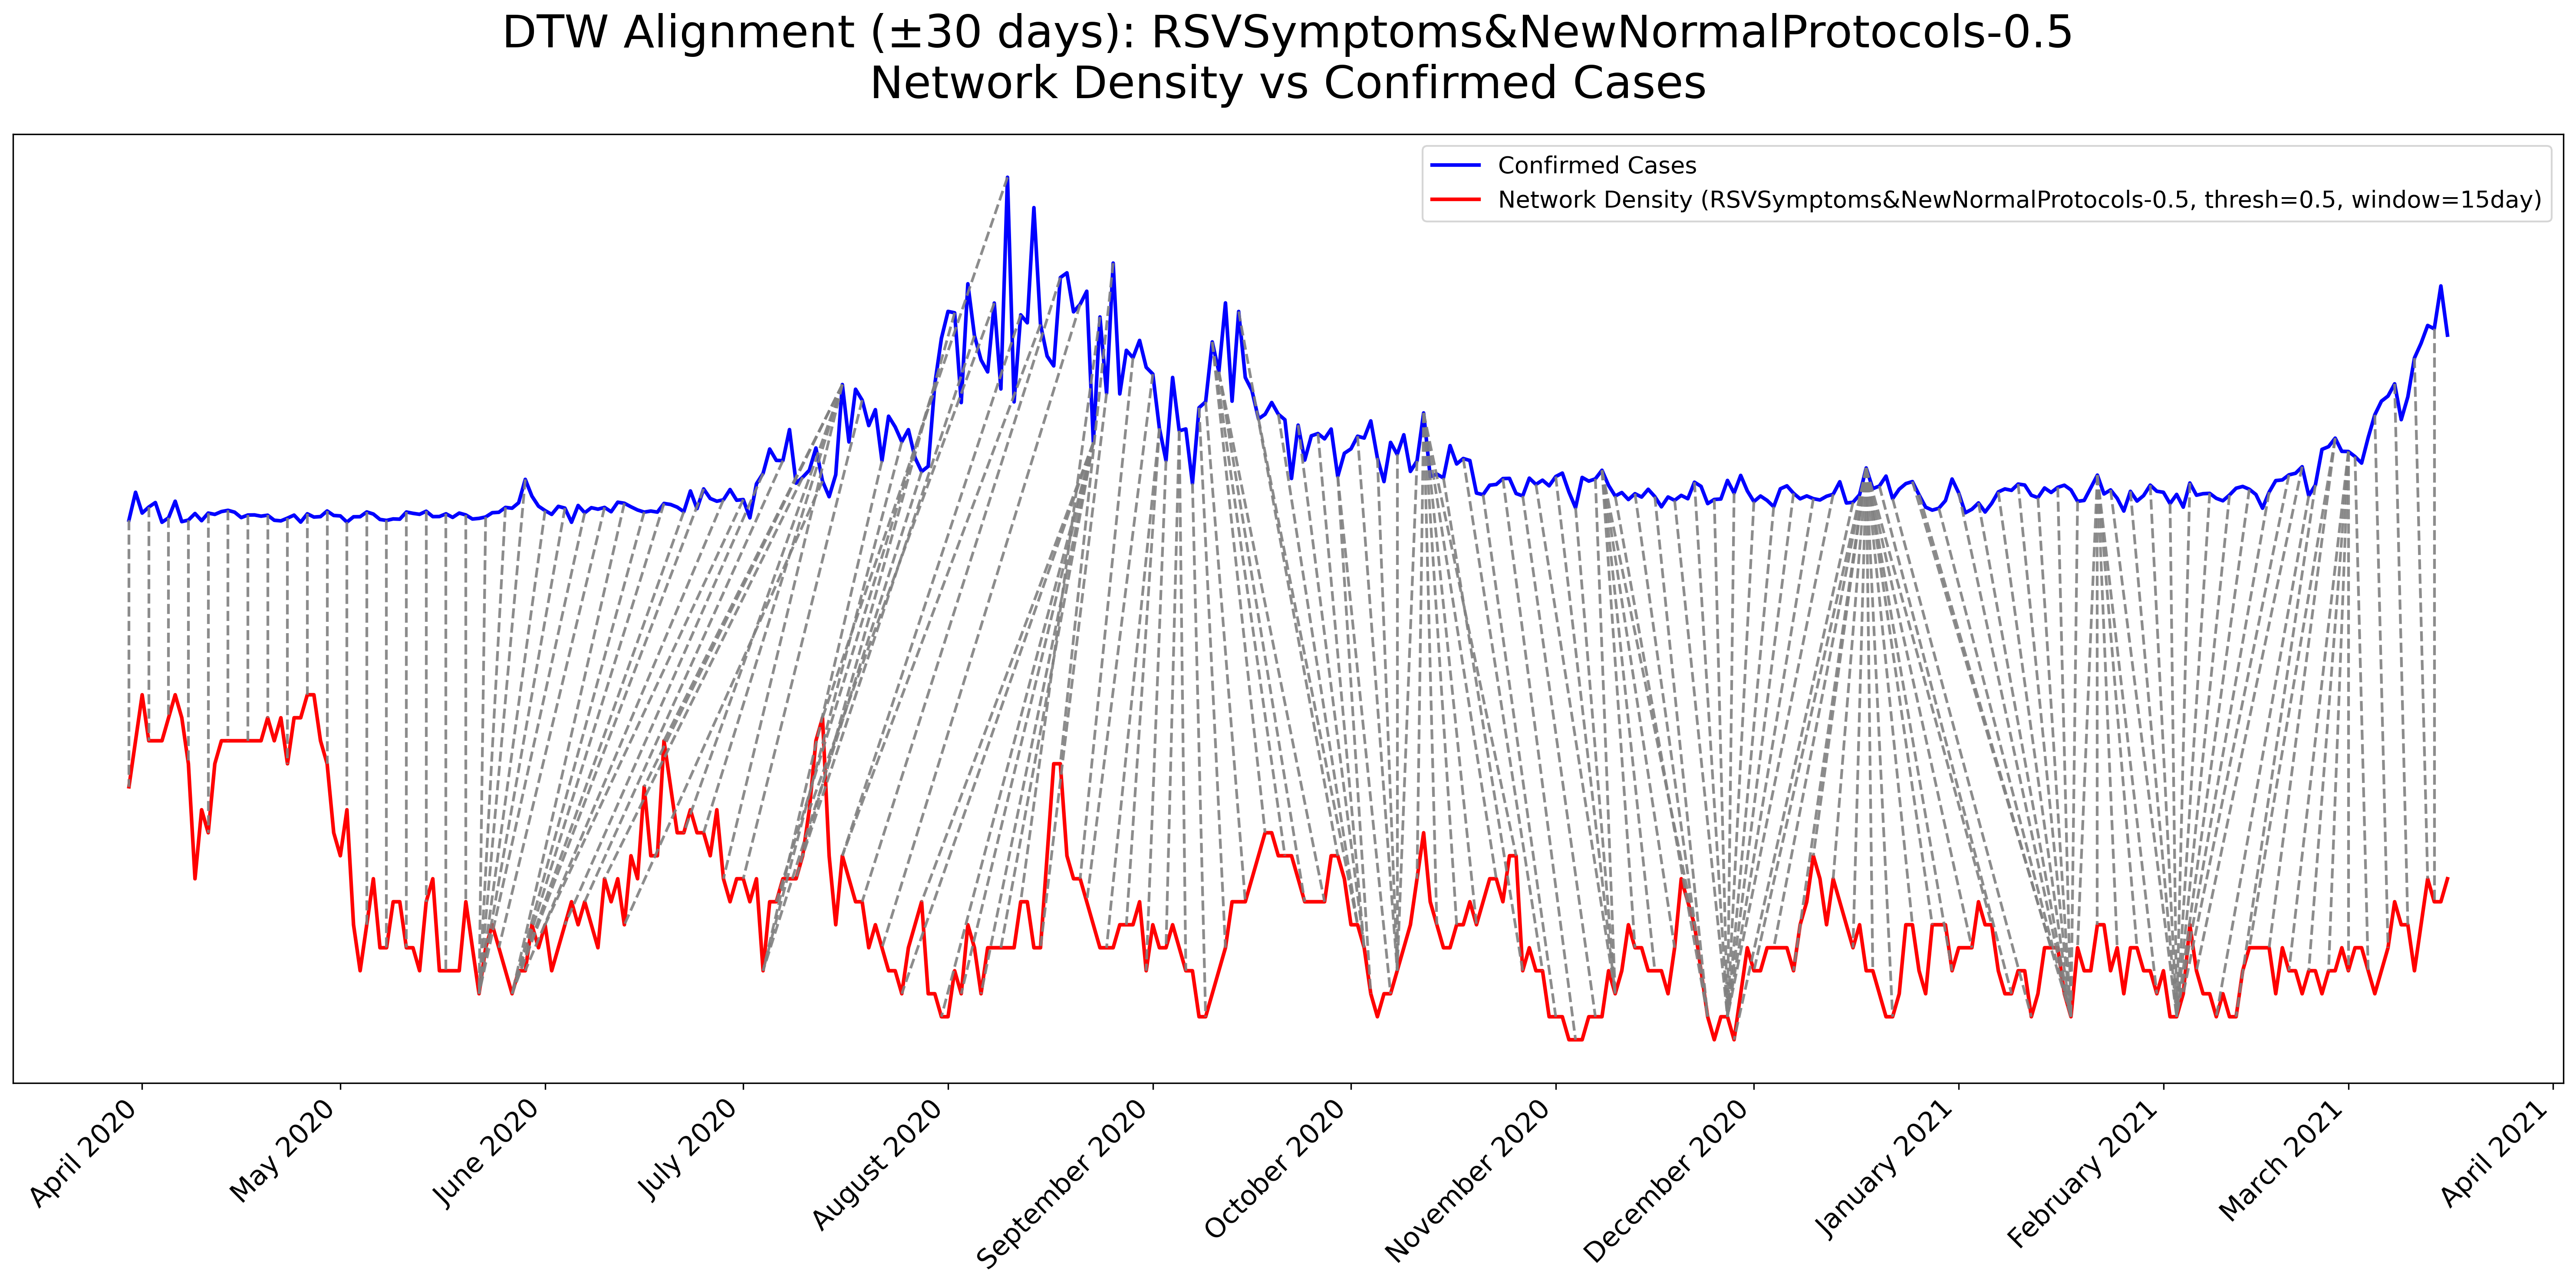 DTW Alignment (±30 days): RSVSymptoms&NewNormalProtocols-0.5
Network Density vs Confirmed Cases
Confirmed Cases
Network Density (RSVSymptoms&NewNormalProtocols-0.5, thresh=0.5, window=15day)
April 2020
May 2020
June 2020
July 2020
August 2020
September 2020
October 2020
November 2020
December 2020
January 2021
February 2021
March 2021
April 2021